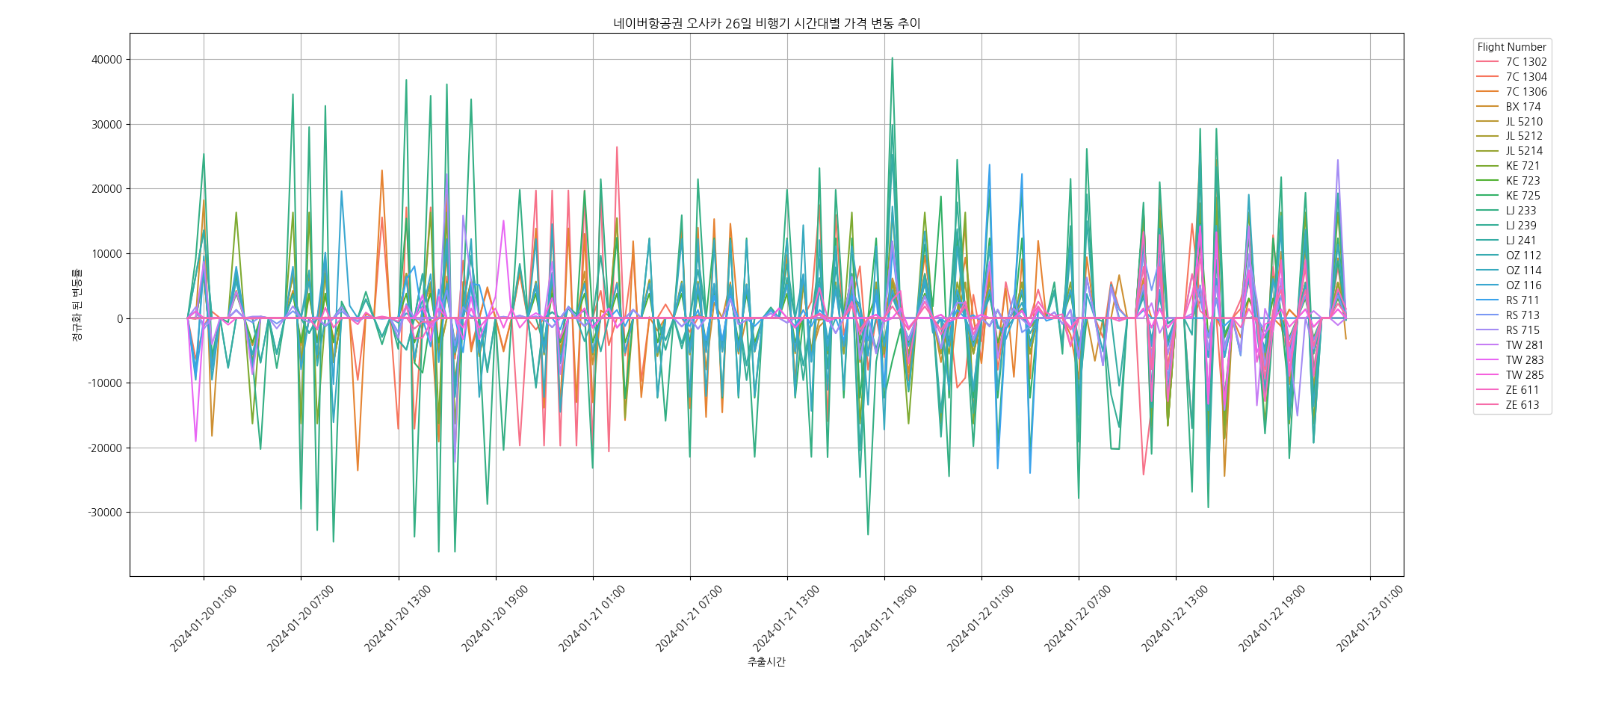 네이버항공권 오사카 26일 비행기 시간대별 가격 변동 추이
정규화 된 변동률
40000
30000
20000
10000
0
-10000
-20000
-30000
2024-01-20 01:00
2024-01-20 07:00
2024-01-20 13:00
2024-01-20 19:00
2024-01-21 01:00
2024-01-21 07:00
2024-01-21 13:00
2024-01-21 19:00
2024-01-22 01:00
2024-01-22 07:00
2024-01-22 13:00
2024-01-22 19:00
2024-01-23 01:00
추출시간
Flight Number
7C 1302
7C 1304
7C 1306
BX 174
JL 5210
JL 5212
JL 5214
KE 721
KE 723
KE 725
LJ 233
LJ 239
LJ 241
OZ 112
OZ 114
OZ 116
RS 711
RS 713
RS 715
TW 281
TW 283
TW 285
ZE 611
ZE 613